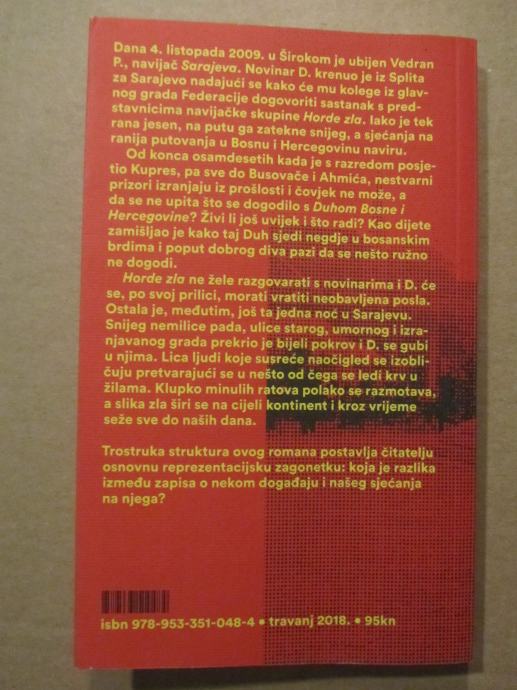 Dana 4. listopada 2009. u Širokom je ubijen Vedran
P., navijač Sarajeva. Novinar D. krenuo je iz Splita
za Sarajevo nadajući se kako će mu kolege iz glav-
nog grada Federacije dogovoriti sastanak s pred-
stavnicima navijačke skupine Horde zla. Iako je tek
rana jesen, na putu ga zatekne snijeg, a sjećanja na
ranija putovanja u Bosnu i Hercegovinu naviru.
Od konca osamdesetih kada je s razredom posje-
tio Kupres, pa sve do Busovače i Ahmića, nestvarni
prizori izranjaju iz prošlosti i čovjek ne može, a
da se ne upita što se dogodilo s Duhom Bosne i
Hercegovine? Živi li još uvijek i što radi? Kao dijete
zamišljao je kako taj Duh sjedi negdje u bosanskim
brdima i poput dobrog diva pazi da se nešto ružno
ne dogodi.
Horde zla ne žele razgovarati s novinarima i D. će
se, po svoj prilici, morati vratiti neobavljena posla.
Ostala je, međutim, još ta jedna noć u Sarajevu.
Snijeg nemilice pada, ulice starog, umornog i izra-
njavanog grada prekrio je bijeli pokrov i D. se gubi
u njima. Lica ljudi koje susreće naočigled se izobli-
čuju pretvarajući se u nešto od čega se ledi krv u
žilama. Klupko minulih ratova polako se razmotava,
a slika zla širi se na cijeli kontinent i kroz vrijeme
seže sve do naših dana.
Trostruka struktura ovog romana postavlja čitatelju
osnovnu reprezentacijsku zagonetku: koja je razlika
između zapisa o nekom događaju i našeg sjećanja
na njega?
isbn 978-953-351-048-4 • travanj 2018. • 95kn